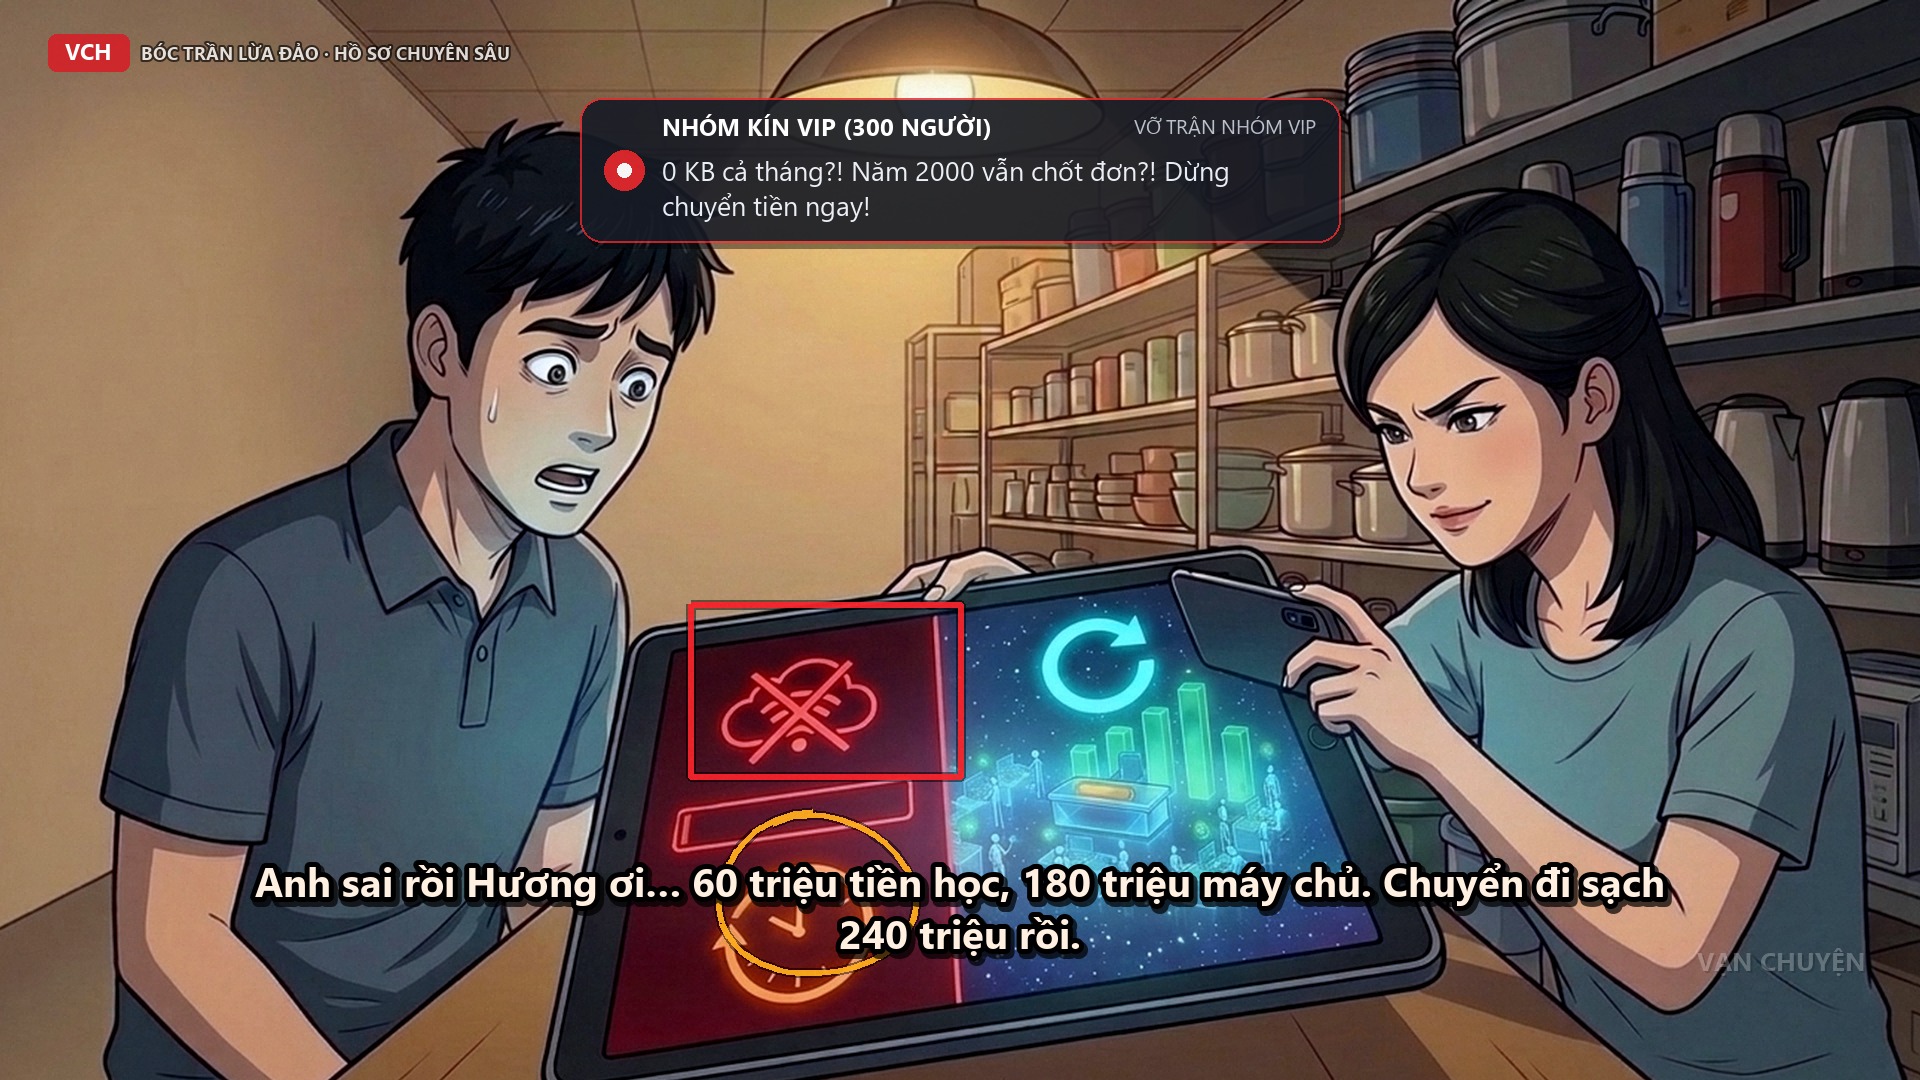 VCH BÓC TRẦN LỪA ĐẢO · HỒ SƠ CHUYÊN SÂU
NHÓM KÍN VIP (300 NGƯỜI) VỠ TRẬN NHÓM VIP
0 KB cả tháng?! Năm 2000 vẫn chốt đơn?! Dừng
chuyển tiền ngay!
Anh sai rồi Hương ơi... 60 triệu tiền học, 180 triệu máy chủ. Chuyển đi sạch
240 triệu rồi.
VẠN CHUYỆN